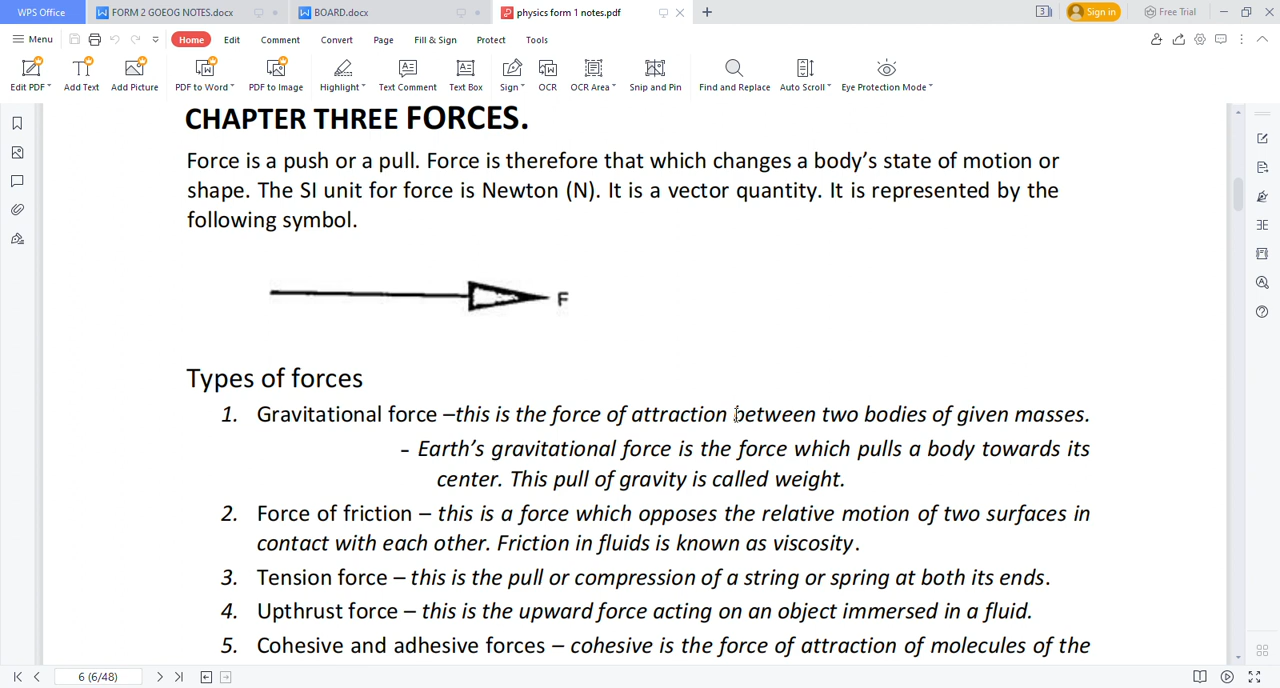 WPS Office
FORM 2 GOEOG NOTES.docx
BOARD.docx
physics form 1 notes.pdf
3
Sign in
Free Trial
Menu
Home
Edit
Comment
Convert
Page
Fill & Sign
Protect
Tools
Edit PDF
Add Text
Add Picture
PDF to Word
PDF to Image
Highlight
Text Comment
Text Box
Sign
OCR
OCR Area
Snip and Pin
Find and Replace
Auto Scroll
Eye Protection Mode
CHAPTER THREE FORCES.
Force is a push or a pull. Force is therefore that which changes a body’s state of motion or
shape. The SI unit for force is Newton (N). It is a vector quantity. It is represented by the
following symbol.
F
Types of forces
1. Gravitational force –this is the force of attraction between two bodies of given masses.
- Earth’s gravitational force is the force which pulls a body towards its
center. This pull of gravity is called weight.
2. Force of friction – this is a force which opposes the relative motion of two surfaces in
contact with each other. Friction in fluids is known as viscosity.
3. Tension force – this is the pull or compression of a string or spring at both its ends.
4. Upthrust force – this is the upward force acting on an object immersed in a fluid.
5. Cohesive and adhesive forces – cohesive is the force of attraction of molecules of the
6 (6/48)